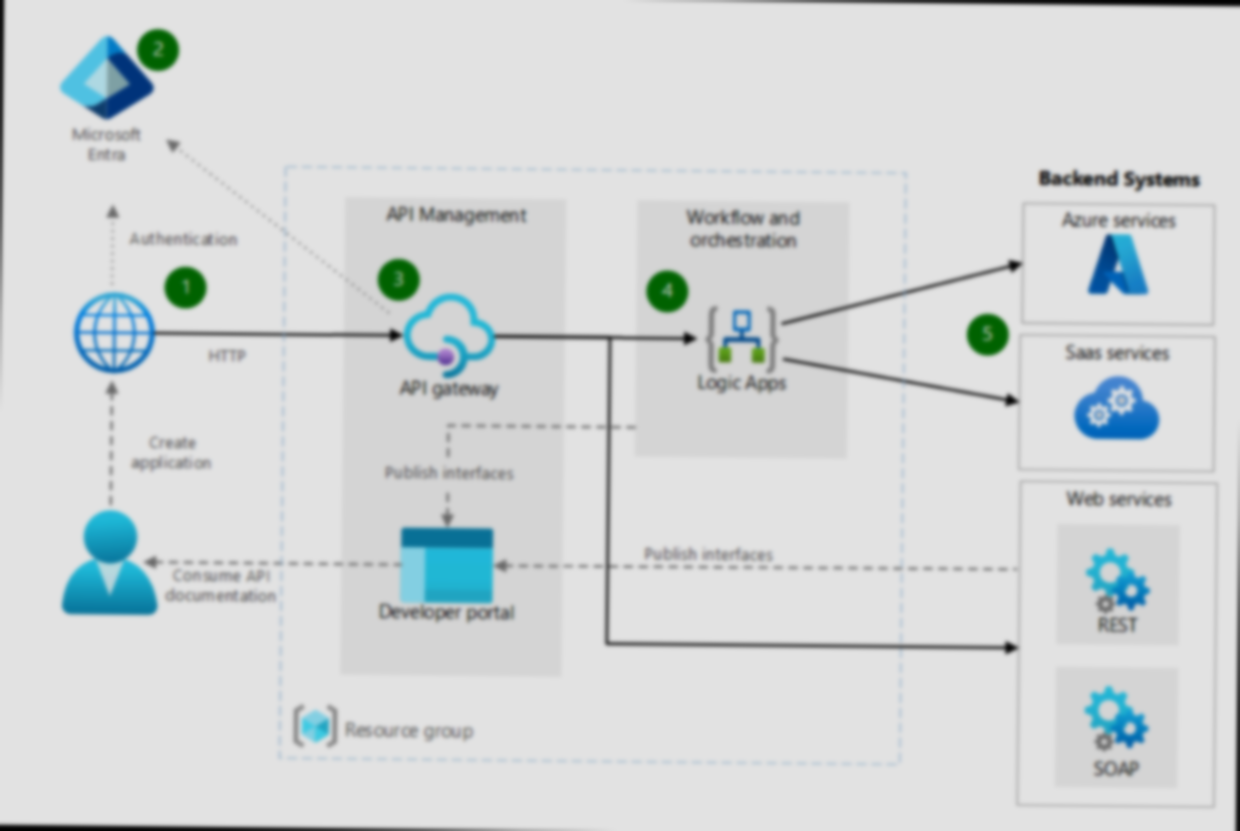 2
Microsoft
Entra
Authentication
1
HTTP
Create
application
Consume API
documentation
API Management
3
API gateway
Publish interfaces
Developer portal
Workflow and
orchestration
4
Logic Apps
Publish interfaces
Resource group
5
Backend Systems
Azure services
Saas services
Web services
REST
SOAP